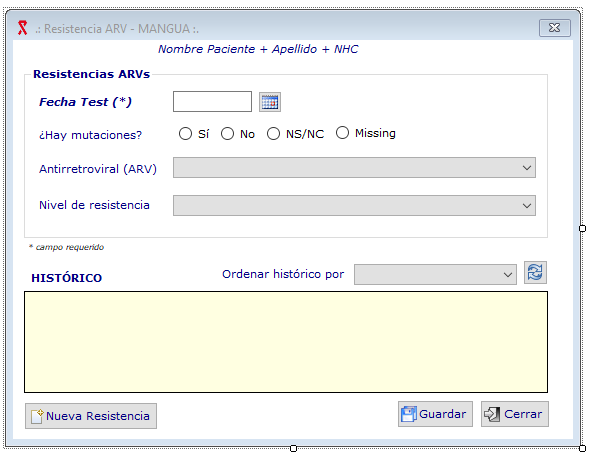 .: Resistencia ARV - MANGUA :.
Nombre Paciente + Apellido + NHC
Resistencias ARVs
Fecha Test (*)
¿Hay mutaciones? Sí No NS/NC Missing
Antirretroviral (ARV)
Nivel de resistencia
* campo requerido
HISTÓRICO Ordenar histórico por
Nueva Resistencia Guardar Cerrar